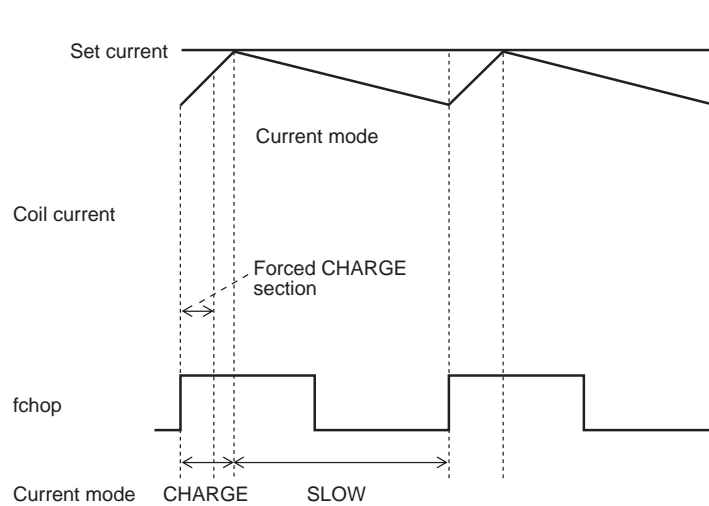 Set current
Current mode
Coil current
Forced CHARGE
section
fchop
Current mode CHARGE SLOW